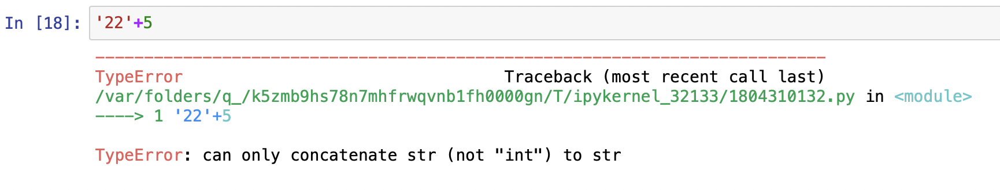 In [18]: '22'+5
---------------------------------------------------------------------------
TypeError                                 Traceback (most recent call last)
/var/folders/q_/k5zmb9hs78n7mhfrwqvnb1fh0000gn/T/ipykernel_32133/1804310132.py in <module>
----> 1 '22'+5
TypeError: can only concatenate str (not "int") to str